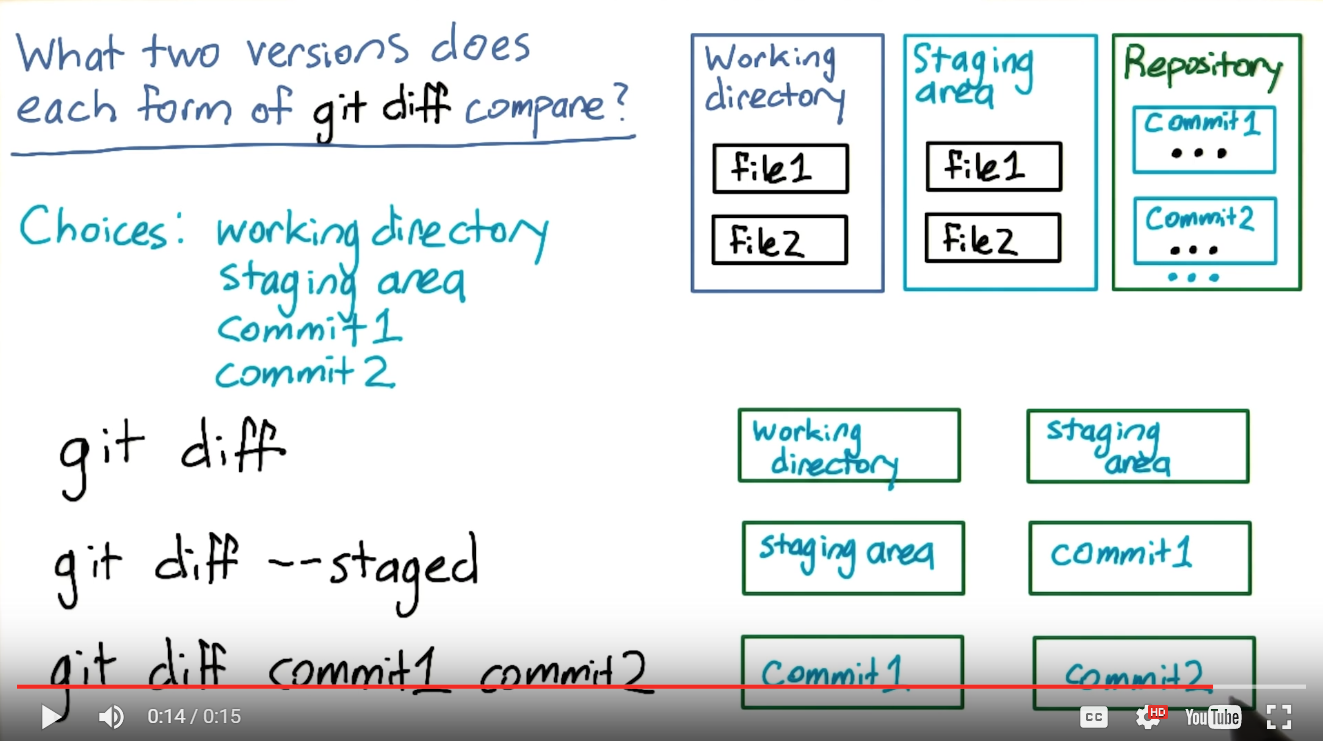 What two versions does
each form of git diff compare?
Choices: working directory
staging area
commit1
commit2
Working
directory
file1
file2
Staging
area
file1
file2
Repository
Commit1
...
Commit2
...
...
git diff
working
directory
staging
area
git diff --staged
staging area
commit1
git diff commit1 commit2
Commit1
Commit2
0:14 / 0:15
CC
HD
YouTube